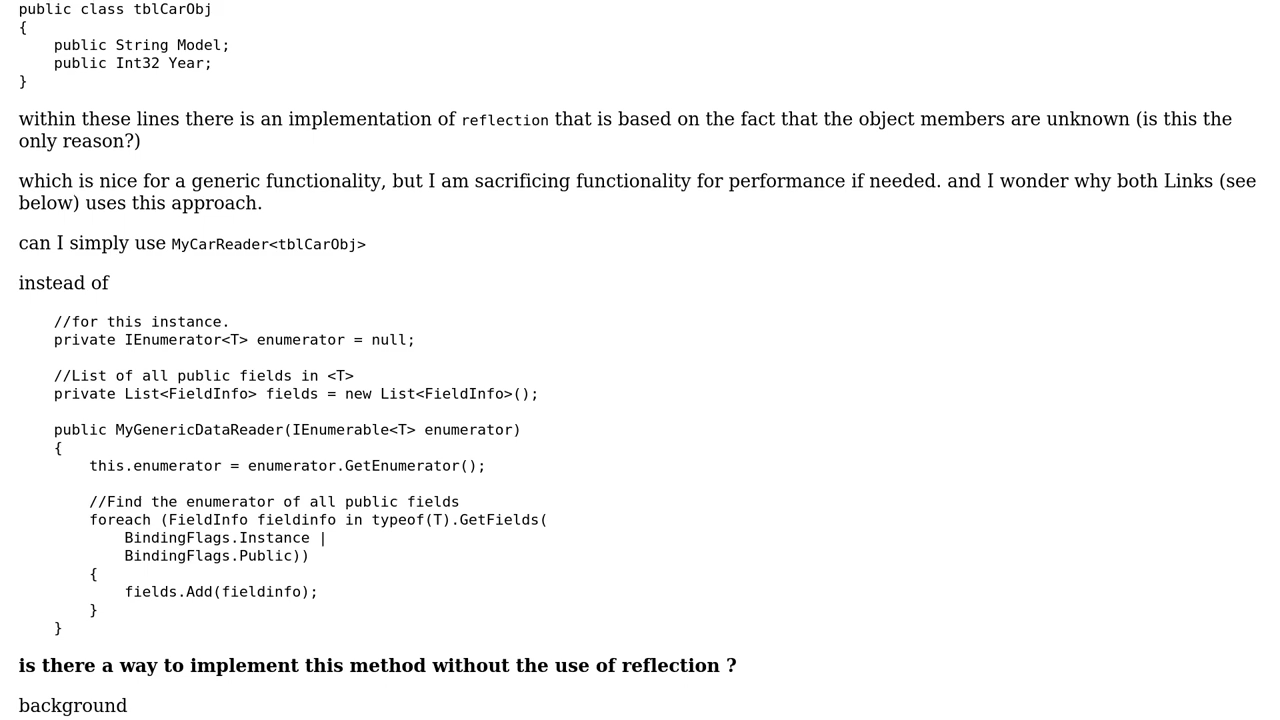 public class tblCarObj
{
    public String Model;
    public Int32 Year;
}
within these lines there is an implementation of reflection that is based on the fact that the object members are unknown (is this the
only reason?)
which is nice for a generic functionality, but I am sacrificing functionality for performance if needed. and I wonder why both Links (see
below) uses this approach.
can I simply use MyCarReader<tblCarObj>
instead of
    //for this instance.
    private IEnumerator<T> enumerator = null;
    //List of all public fields in <T>
    private List<FieldInfo> fields = new List<FieldInfo>();
    public MyGenericDataReader(IEnumerable<T> enumerator)
    {
        this.enumerator = enumerator.GetEnumerator();
        //Find the enumerator of all public fields
        foreach (FieldInfo fieldinfo in typeof(T).GetFields(
            BindingFlags.Instance |
            BindingFlags.Public))
        {
            fields.Add(fieldinfo);
        }
    }
is there a way to implement this method without the use of reflection ?
background